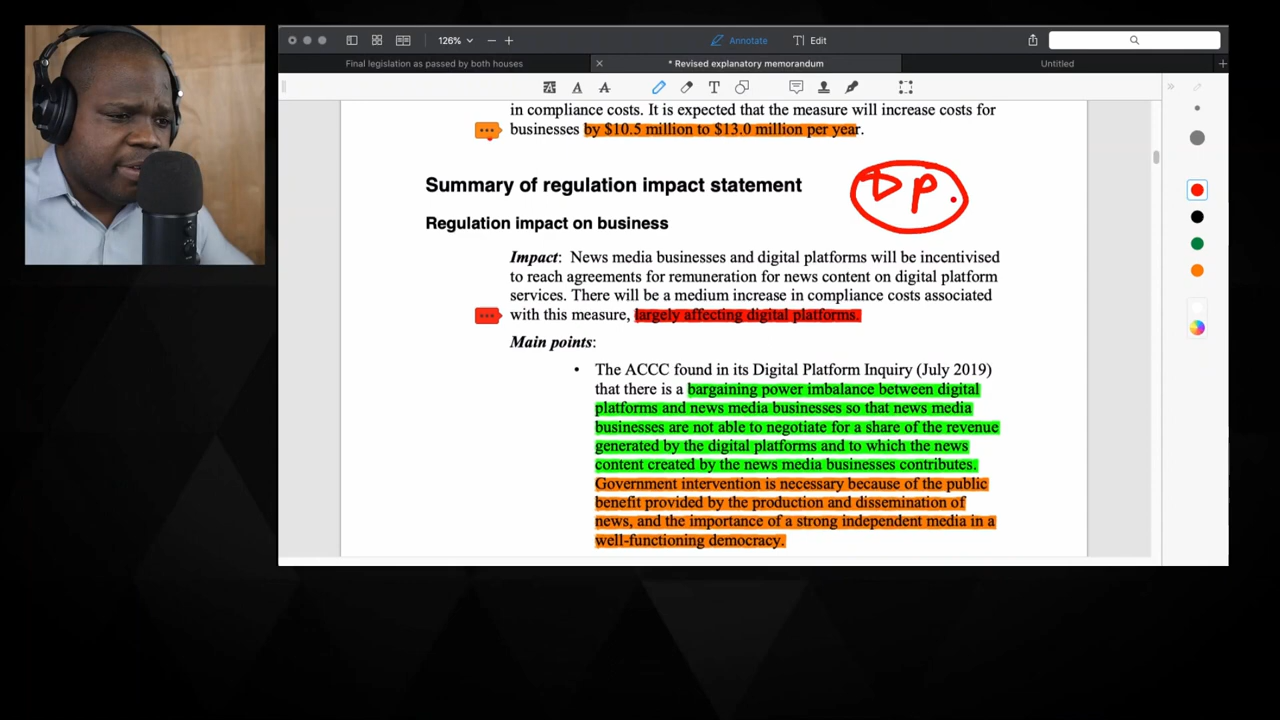 126%
Annotate
Edit
Final legislation as passed by both houses
* Revised explanatory memorandum
Untitled
in compliance costs. It is expected that the measure will increase costs for
businesses by $10.5 million to $13.0 million per year.
Summary of regulation impact statement
DP.
Regulation impact on business
Impact: News media businesses and digital platforms will be incentivised
to reach agreements for remuneration for news content on digital platform
services. There will be a medium increase in compliance costs associated
with this measure, largely affecting digital platforms.
Main points:
• The ACCC found in its Digital Platform Inquiry (July 2019)
that there is a bargaining power imbalance between digital
platforms and news media businesses so that news media
businesses are not able to negotiate for a share of the revenue
generated by the digital platforms and to which the news
content created by the news media businesses contributes.
Government intervention is necessary because of the public
benefit provided by the production and dissemination of
news, and the importance of a strong independent media in a
well-functioning democracy.